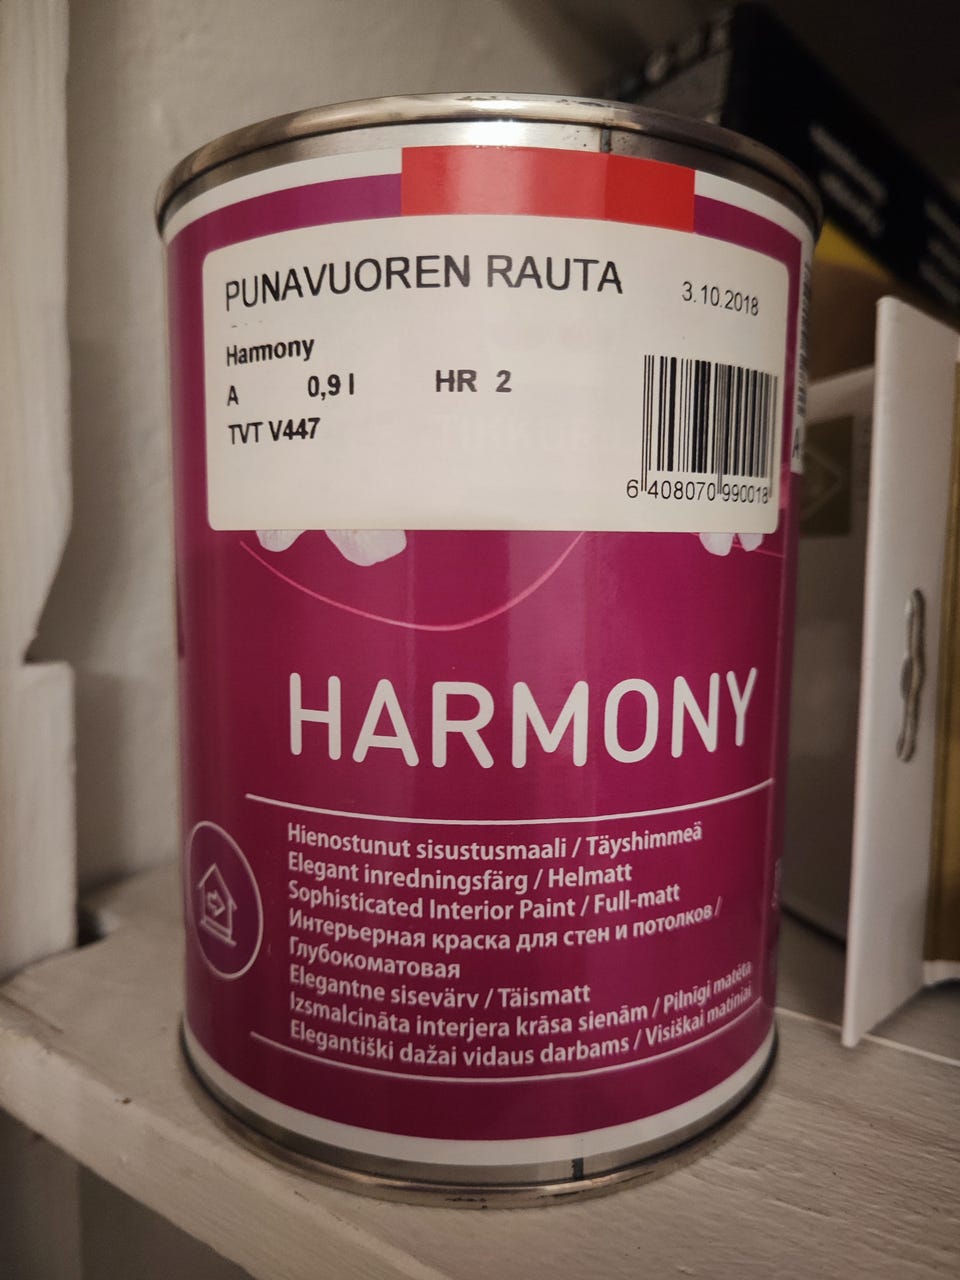 PUNAVUOREN RAUTA
3.10.2018
Harmony
A 0,9 l HR 2
TVT V447
6 408070 990018
HARMONY
Hienostunut sisustusmaali / Täyshimmeä
Elegant inredningsfärg / Helmatt
Sophisticated Interior Paint / Full-matt
Интерьерная краска для стен и потолков /
Глубокоматовая
Elegantne sisevärv / Täismatt
Izsmalcināta interjera krāsa sienām / Pilnīgi matēta
Elegantiški dažai vidaus darbams / Visiškai matiniai